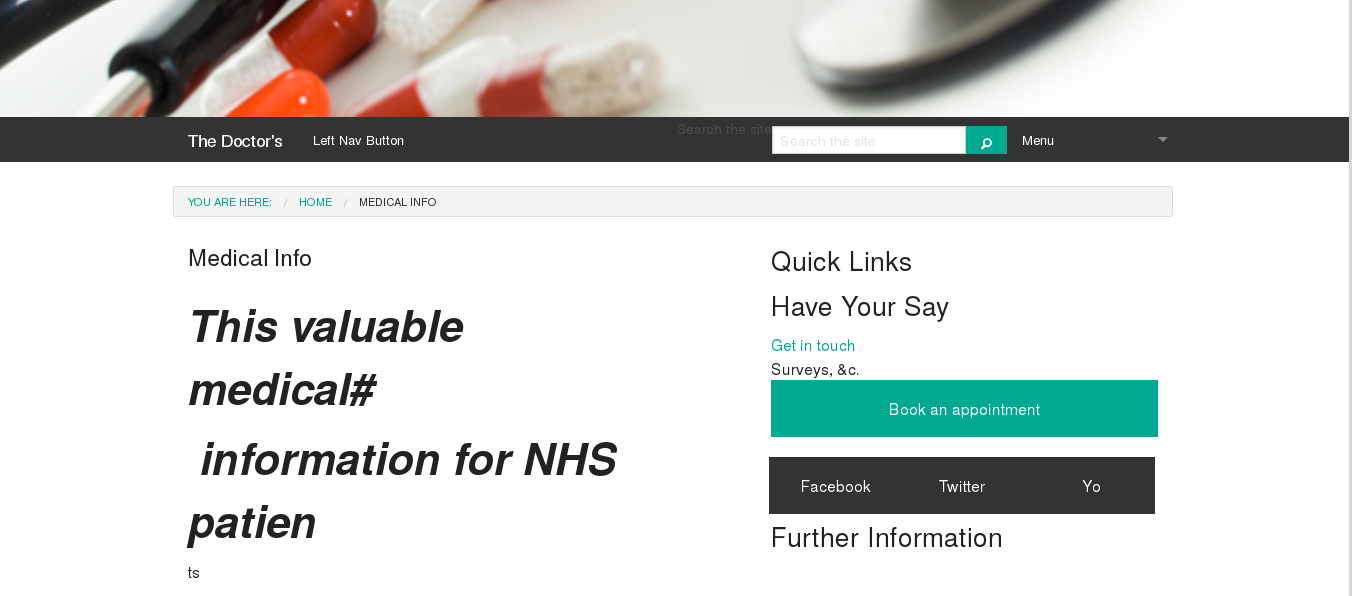 The Doctor's Left Nav Button Search the site Search the site Menu
YOU ARE HERE: / HOME / MEDICAL INFO
Medical Info
This valuable
medical#
information for NHS
patien
ts
Quick Links
Have Your Say
Get in touch
Surveys, &c.
Book an appointment
Facebook Twitter Yo
Further Information